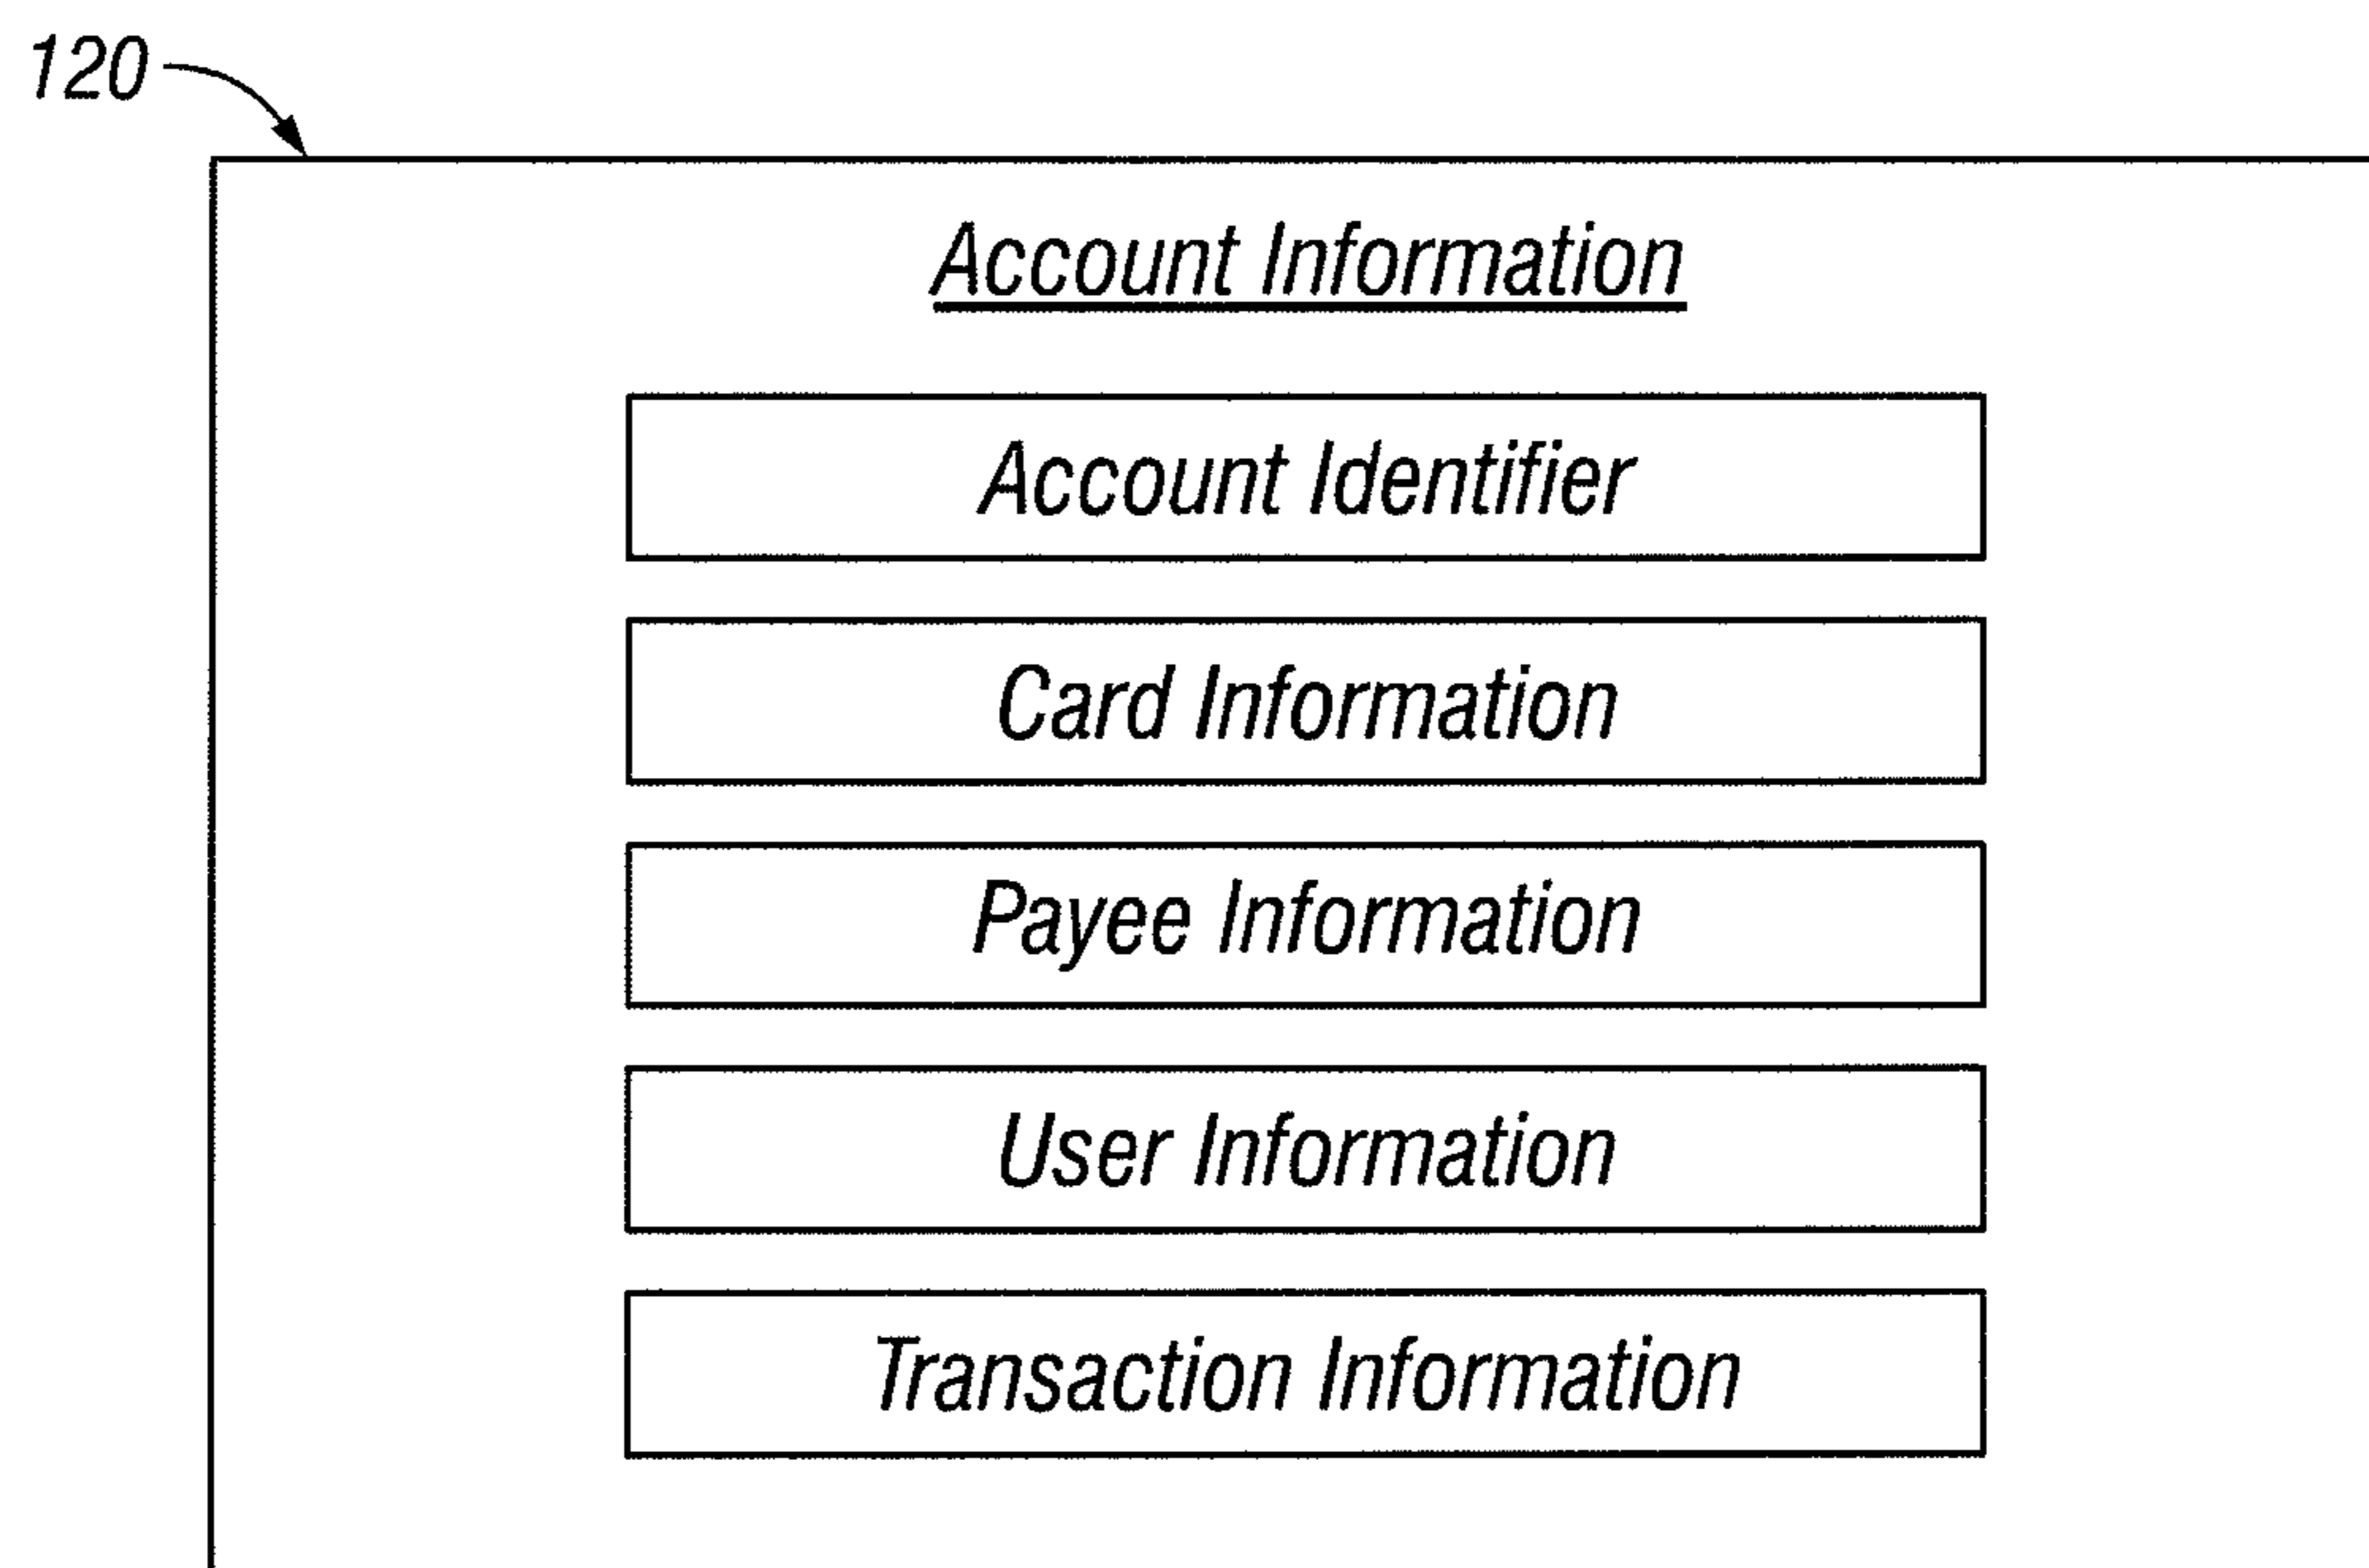 120
Account Information
Account Identifier
Card Information
Payee Information
User Information
Transaction Information